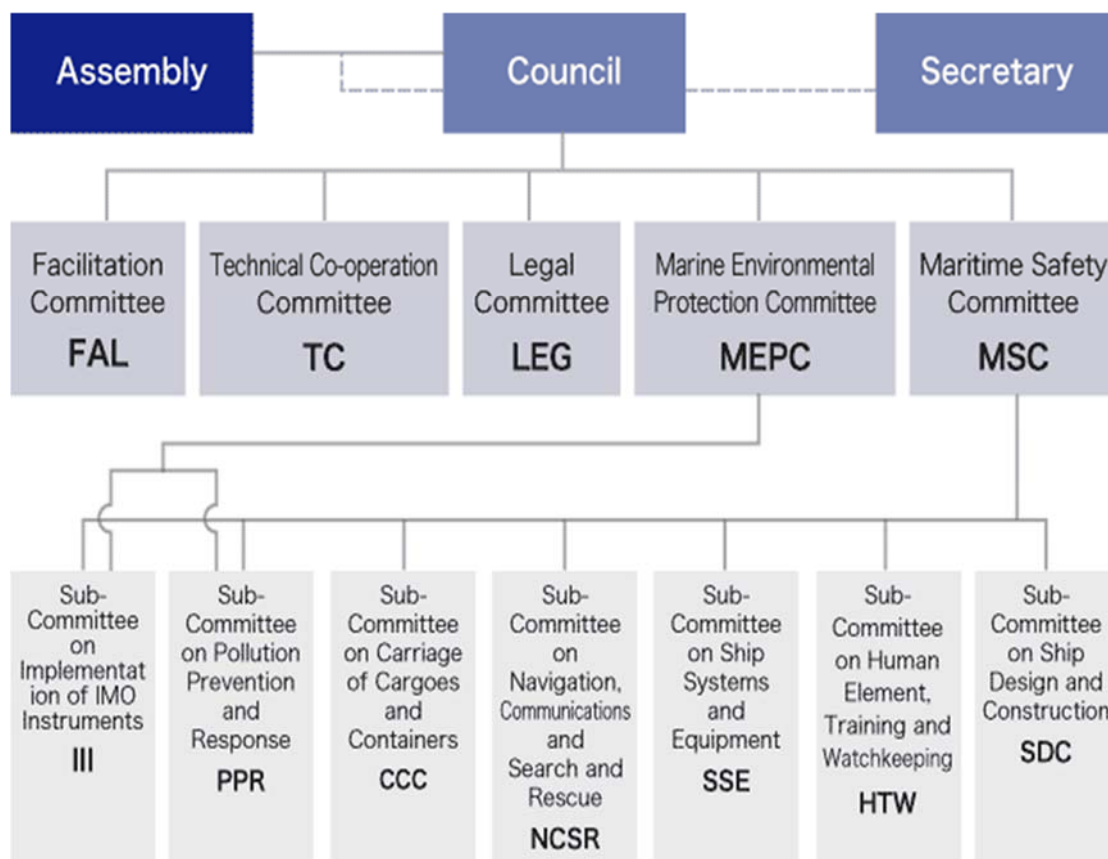 Assembly
Council
Secretary
Facilitation
Committee
FAL
Technical Co-operation
Committee
TC
Legal
Committee
LEG
Marine Environmental
Protection Committee
MEPC
Maritime Safety
Committee
MSC
Sub-
Committee
on
Implementat
ion of IMO
Instruments
III
Sub-
Committee
on Pollution
Prevention
and
Response
PPR
Sub-
Committee
on Carriage
of Cargoes
and
Containers
CCC
Sub-
Committee
on
Navigation,
Communications
and
Search and
Rescue
NCSR
Sub-
Committee
on Ship
Systems
and
Equipment
SSE
Sub-
Committee
on Human
Element,
Training and
Watchkeeping
HTW
Sub-
Committee
on Ship
Design and
Construction
SDC